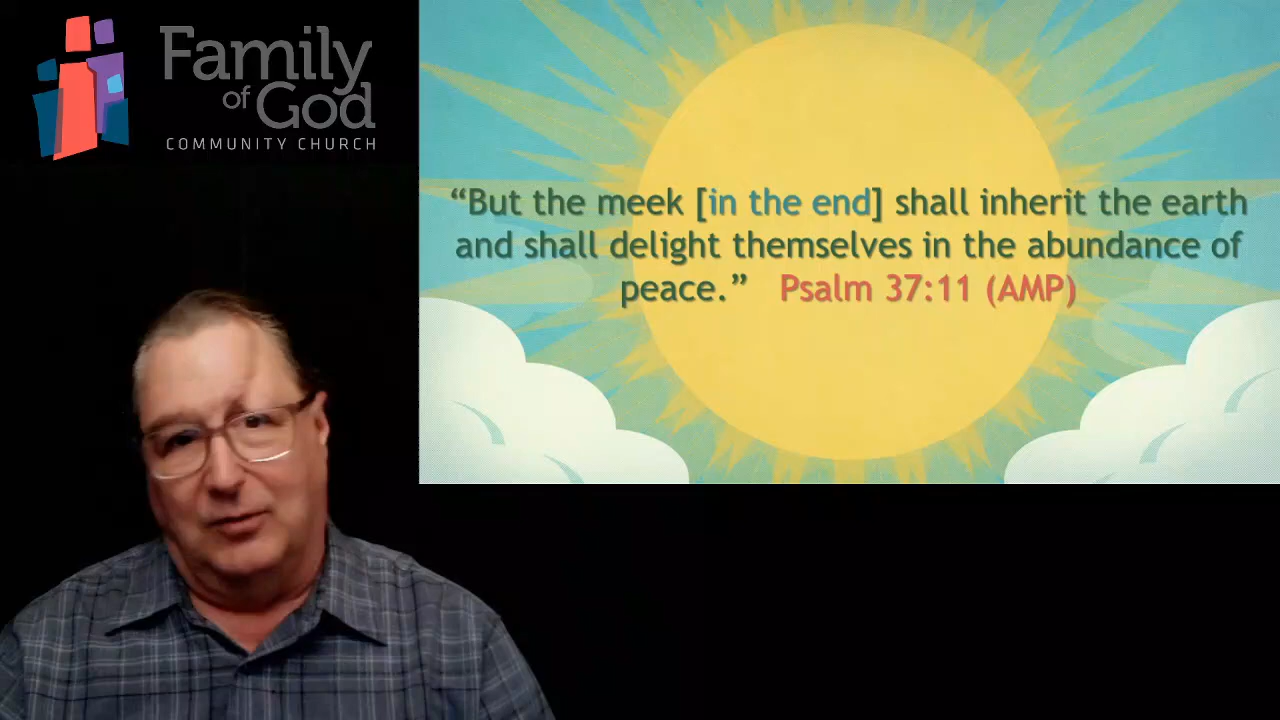 Family
of God
COMMUNITY CHURCH
“But the meek [in the end] shall inherit the earth
and shall delight themselves in the abundance of
peace.” Psalm 37:11 (AMP)